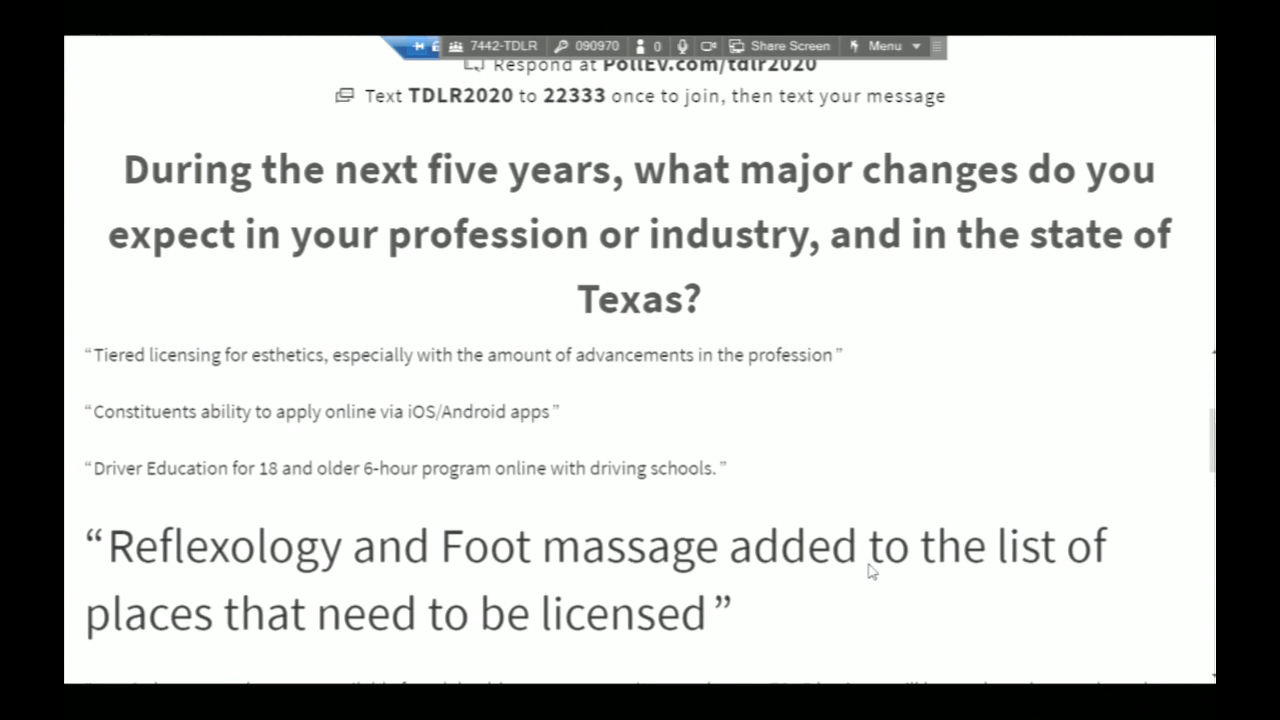 7442-TDLR 090970 0 Share Screen Menu
Respond at PollEv.com/tdlr2020
Text TDLR2020 to 22333 once to join, then text your message
During the next five years, what major changes do you
expect in your profession or industry, and in the state of
Texas?
“Tiered licensing for esthetics, especially with the amount of advancements in the profession”
“Constituents ability to apply online via iOS/Android apps”
“Driver Education for 18 and older 6-hour program online with driving schools.”
“Reflexology and Foot massage added to the list of
places that need to be licensed”